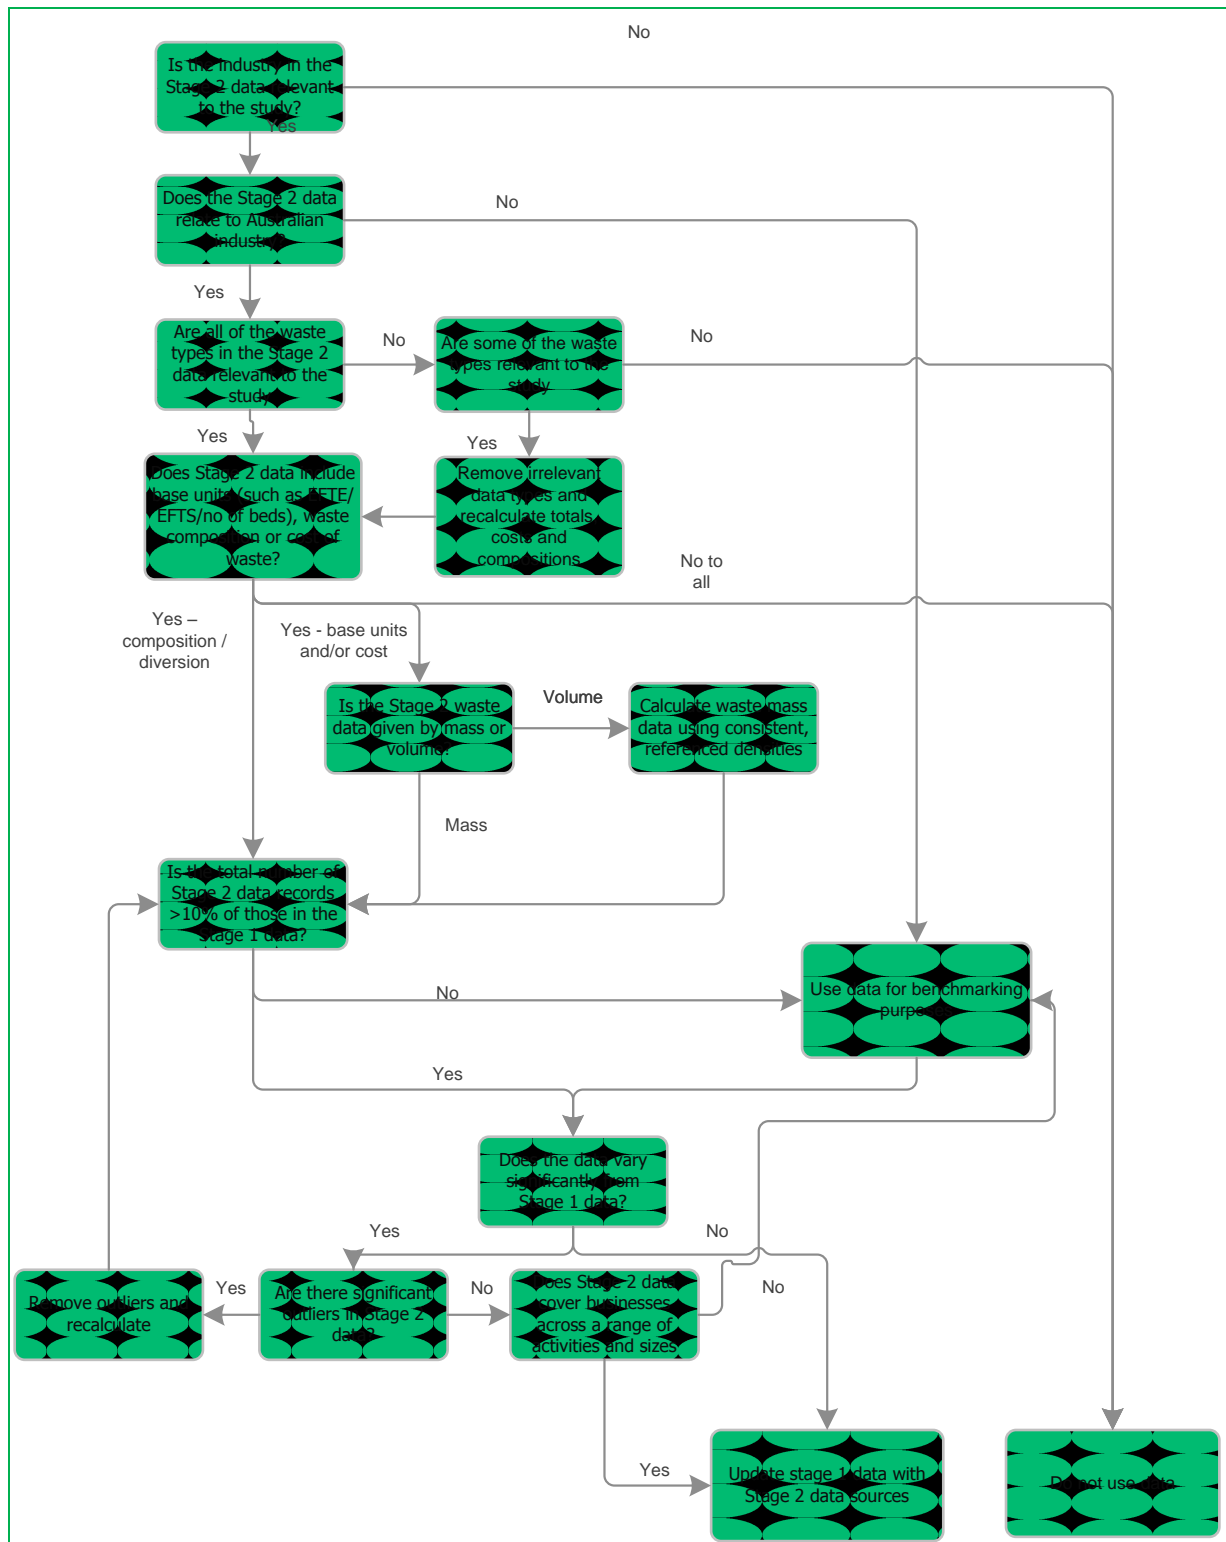 No
Is the industry in the
Stage 2 data relevant
to the study?
Yes
Does the Stage 2 data
relate to Australian
industry?
No
Yes
Are all of the waste
types in the Stage 2
data relevant to the
study
No
Are some of the waste
types relevant to the
study
No
Yes
Yes
Does Stage 2 data include
base units (such as EFTE/
EFTS/no of beds), waste
composition or cost of
waste?
Remove irrelevant
data types and
recalculate totals,
costs and
compositions
No to
all
Yes –
composition /
diversion
Yes - base units
and/or cost
Is the Stage 2 waste
data given by mass or
volume?
Volume
Calculate waste mass
data using consistent,
referenced densities
Mass
Is the total number of
Stage 2 data records
>10% of those in the
Stage 1 data?
No
Use data for benchmarking
purposes
Yes
Does the data vary
significantly from
Stage 1 data?
Yes
No
Remove outliers and
recalculate
Yes
Are there significant
outliers in Stage 2
data?
No
Does Stage 2 data
cover businesses
across a range of
activities and sizes
No
Yes
Update stage 1 data with
Stage 2 data sources
Do not use data